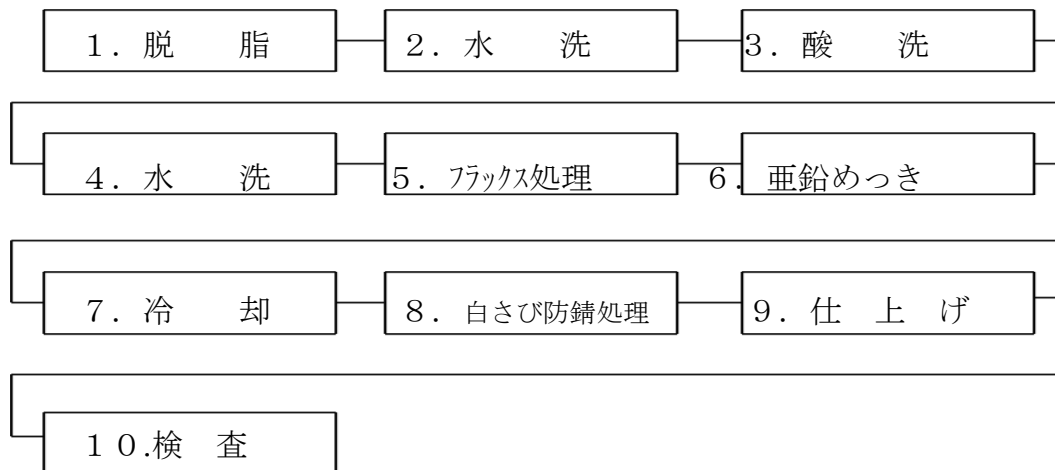 １．脱　　脂　２．水　　洗　３．酸　　洗
４．水　　洗　５．ﾌﾗｯｸｽ処理　６．亜鉛めっき
７．冷　　却　８．白さび防錆処理　９．仕　上　げ
１０.検　査